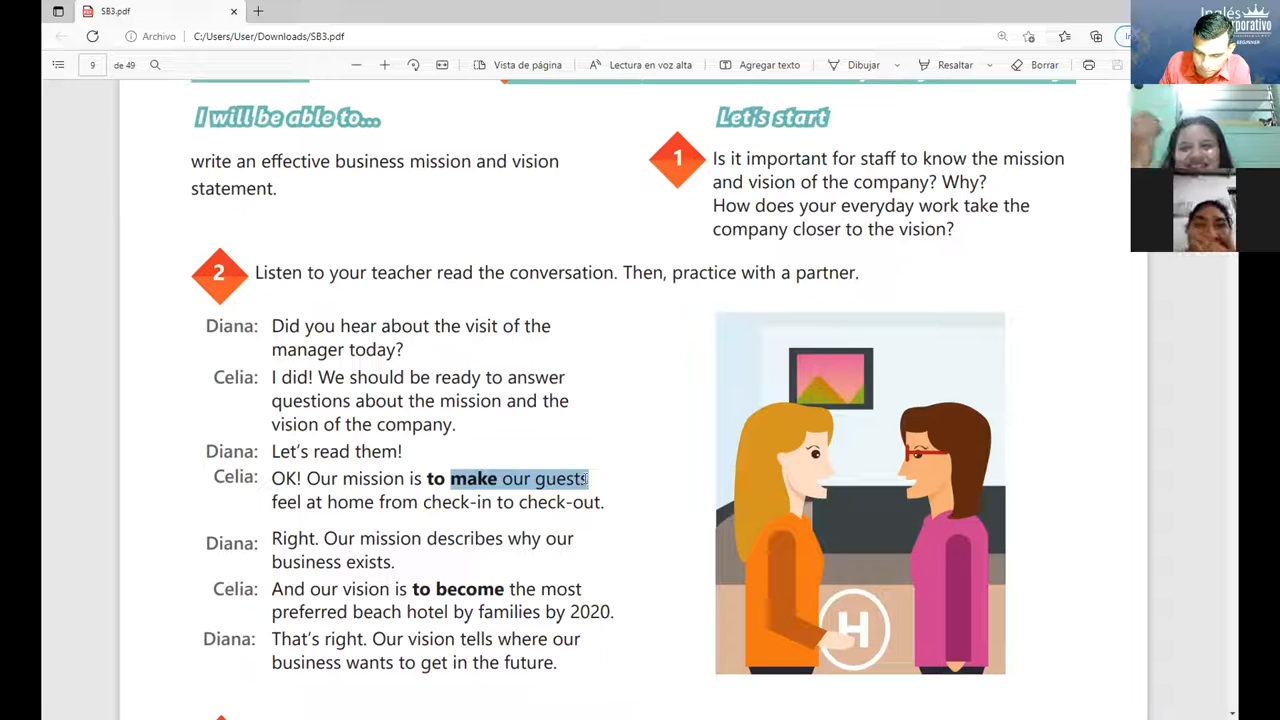 SB3.pdf
Archivo
C:/Users/User/Downloads/SB3.pdf
9 de 49
Vista de página
Lectura en voz alta
Agregar texto
Dibujar
Resaltar
Borrar
Inglés
BEGINNER
I will be able to...
write an effective business mission and vision
statement.
Let's start
1
Is it important for staff to know the mission
and vision of the company? Why?
How does your everyday work take the
company closer to the vision?
2
Listen to your teacher read the conversation. Then, practice with a partner.
Diana: Did you hear about the visit of the
manager today?
Celia: I did! We should be ready to answer
questions about the mission and the
vision of the company.
Diana: Let's read them!
Celia: OK! Our mission is to make our guests
feel at home from check-in to check-out.
Diana: Right. Our mission describes why our
business exists.
Celia: And our vision is to become the most
preferred beach hotel by families by 2020.
Diana: That's right. Our vision tells where our
business wants to get in the future.
H